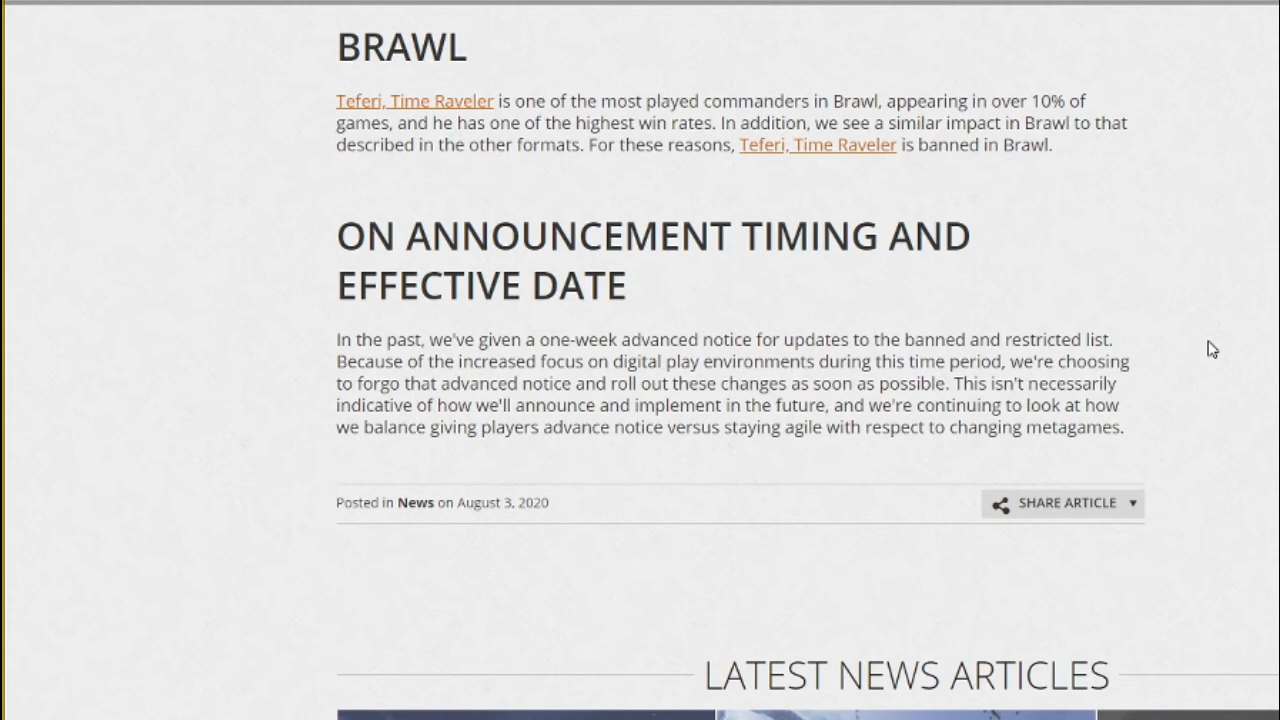 BRAWL
Teferi, Time Raveler is one of the most played commanders in Brawl, appearing in over 10% of
games, and he has one of the highest win rates. In addition, we see a similar impact in Brawl to that
described in the other formats. For these reasons, Teferi, Time Raveler is banned in Brawl.
ON ANNOUNCEMENT TIMING AND
EFFECTIVE DATE
In the past, we've given a one-week advanced notice for updates to the banned and restricted list.
Because of the increased focus on digital play environments during this time period, we're choosing
to forgo that advanced notice and roll out these changes as soon as possible. This isn't necessarily
indicative of how we'll announce and implement in the future, and we're continuing to look at how
we balance giving players advance notice versus staying agile with respect to changing metagames.
Posted in News on August 3, 2020
SHARE ARTICLE
LATEST NEWS ARTICLES